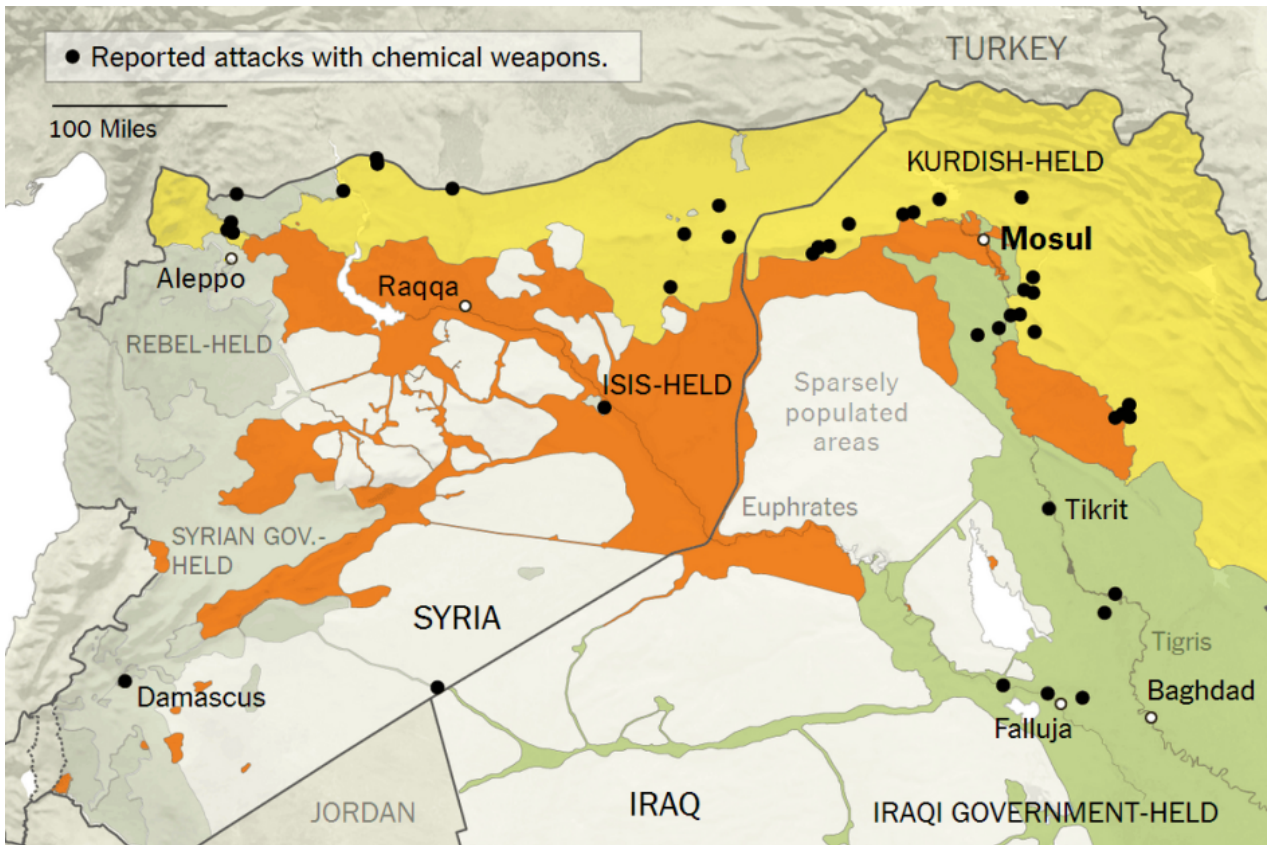 Reported attacks with chemical weapons.
100 Miles
TURKEY
KURDISH-HELD
Mosul
Aleppo
Raqqa
REBEL-HELD
ISIS-HELD
Sparsely
populated
areas
Euphrates
Tikrit
SYRIAN GOV.-
HELD
SYRIA
Tigris
Damascus
Baghdad
Falluja
JORDAN
IRAQ
IRAQI GOVERNMENT-HELD